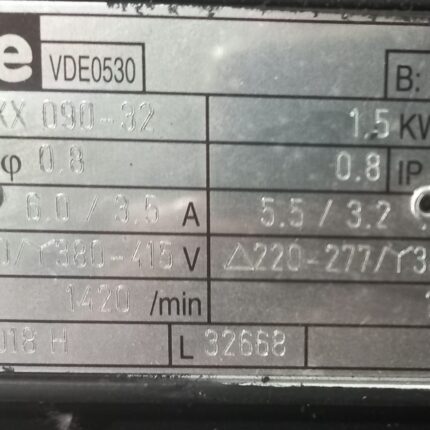 e VDE0530 B:
XX 090-32 1.5 KW
φ 0.8 0.8 IP
6.0 / 3.5 A 5.5 / 3.2
0/Y380-415 V △220-277/Y3
1420 /min
018 H L 32668